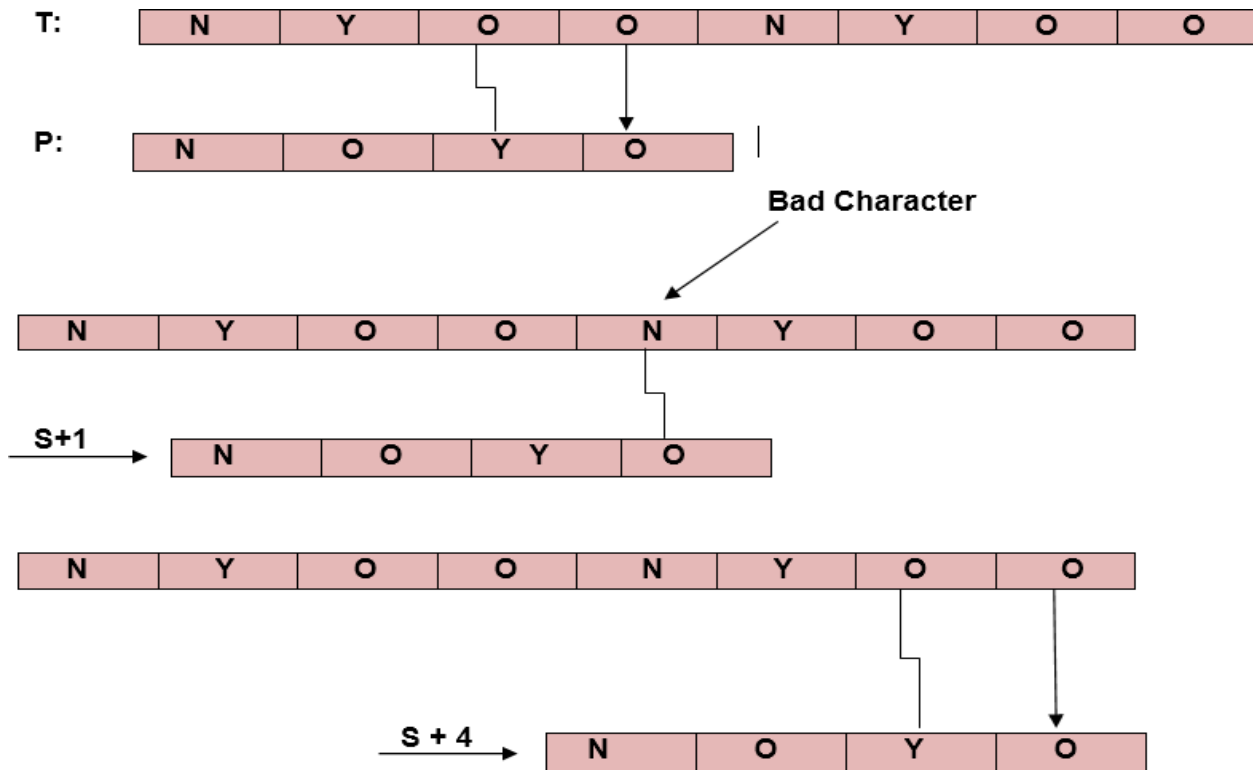 T: N Y O O N Y O O
P: N O Y O
Bad Character
N Y O O N Y O O
S+1 N O Y O
N Y O O N Y O O
S + 4 N O Y O